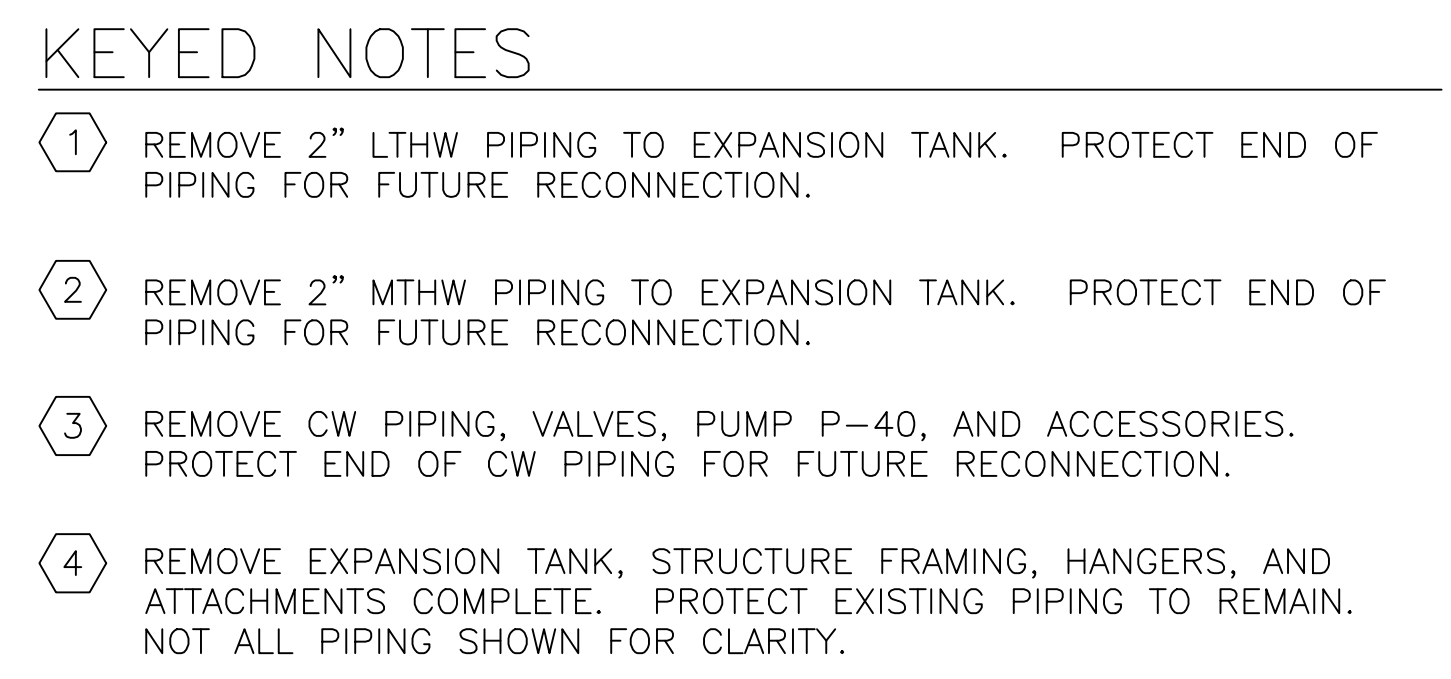 KEYED NOTES
1 REMOVE 2" LTHW PIPING TO EXPANSION TANK. PROTECT END OF
PIPING FOR FUTURE RECONNECTION.
2 REMOVE 2" MTHW PIPING TO EXPANSION TANK. PROTECT END OF
PIPING FOR FUTURE RECONNECTION.
3 REMOVE CW PIPING, VALVES, PUMP P-40, AND ACCESSORIES.
PROTECT END OF CW PIPING FOR FUTURE RECONNECTION.
4 REMOVE EXPANSION TANK, STRUCTURE FRAMING, HANGERS, AND
ATTACHMENTS COMPLETE. PROTECT EXISTING PIPING TO REMAIN.
NOT ALL PIPING SHOWN FOR CLARITY.